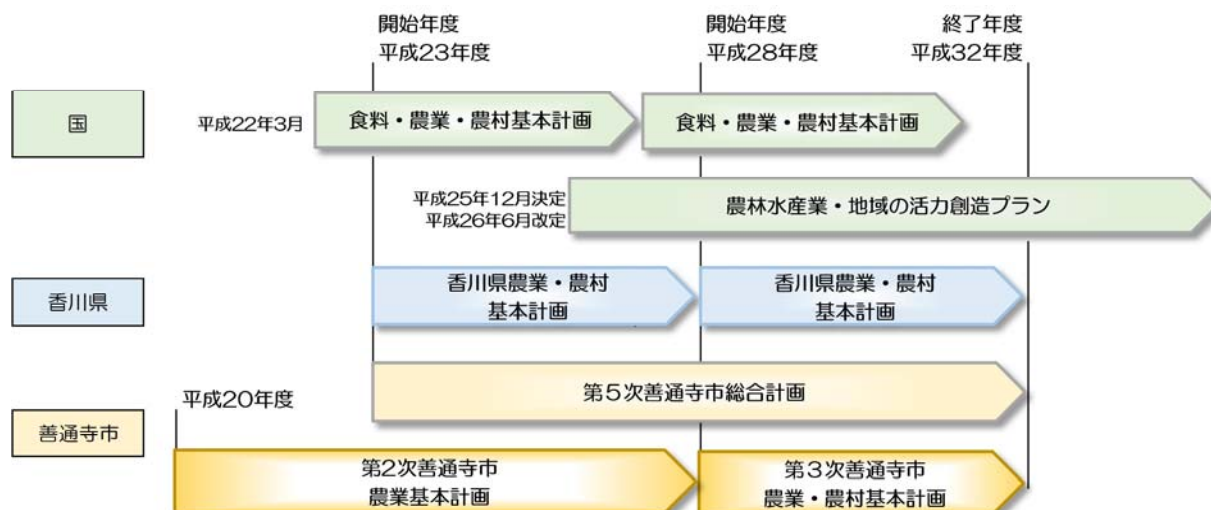 開始年度
平成23年度
開始年度
平成28年度
終了年度
平成32年度
国
平成22年3月
食料・農業・農村基本計画
食料・農業・農村基本計画
平成25年12月決定
平成26年6月改定
農林水産業・地域の活力創造プラン
香川県
香川県農業・農村
基本計画
香川県農業・農村
基本計画
善通寺市
第5次善通寺市総合計画
平成20年度
第2次善通寺市
農業基本計画
第3次善通寺市
農業・農村基本計画